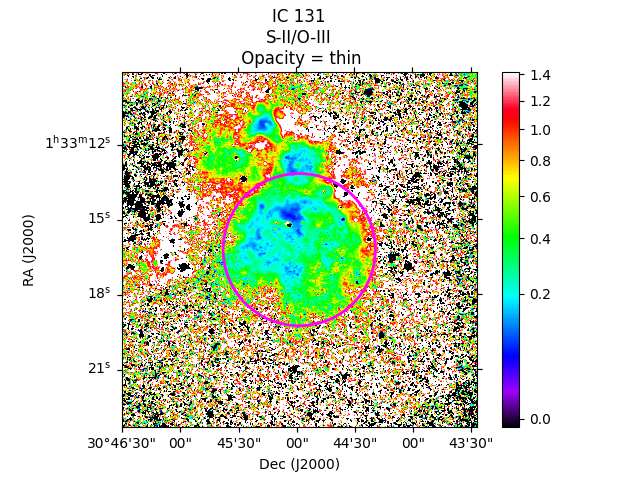 IC 131
S-II/O-III
Opacity = thin
1.4
1.2
1.0
0.8
0.6
0.4
0.2
0.0
1ʰ33ᵐ12ˢ
15ˢ
18ˢ
21ˢ
RA (J2000)
30°46'30" 00" 45'30" 00" 44'30" 00" 43'30"
Dec (J2000)